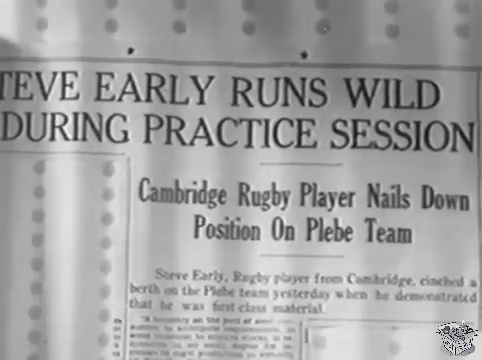 TEVE EARLY RUNS WILD
DURING PRACTICE SESSION
Cambridge Rugby Player Nails Down
Position On Plebe Team
Steve Early, Rugby player from Cambridge, cinched a
berth on the Plebe team yesterday when he demonstrated
that he was first class material.